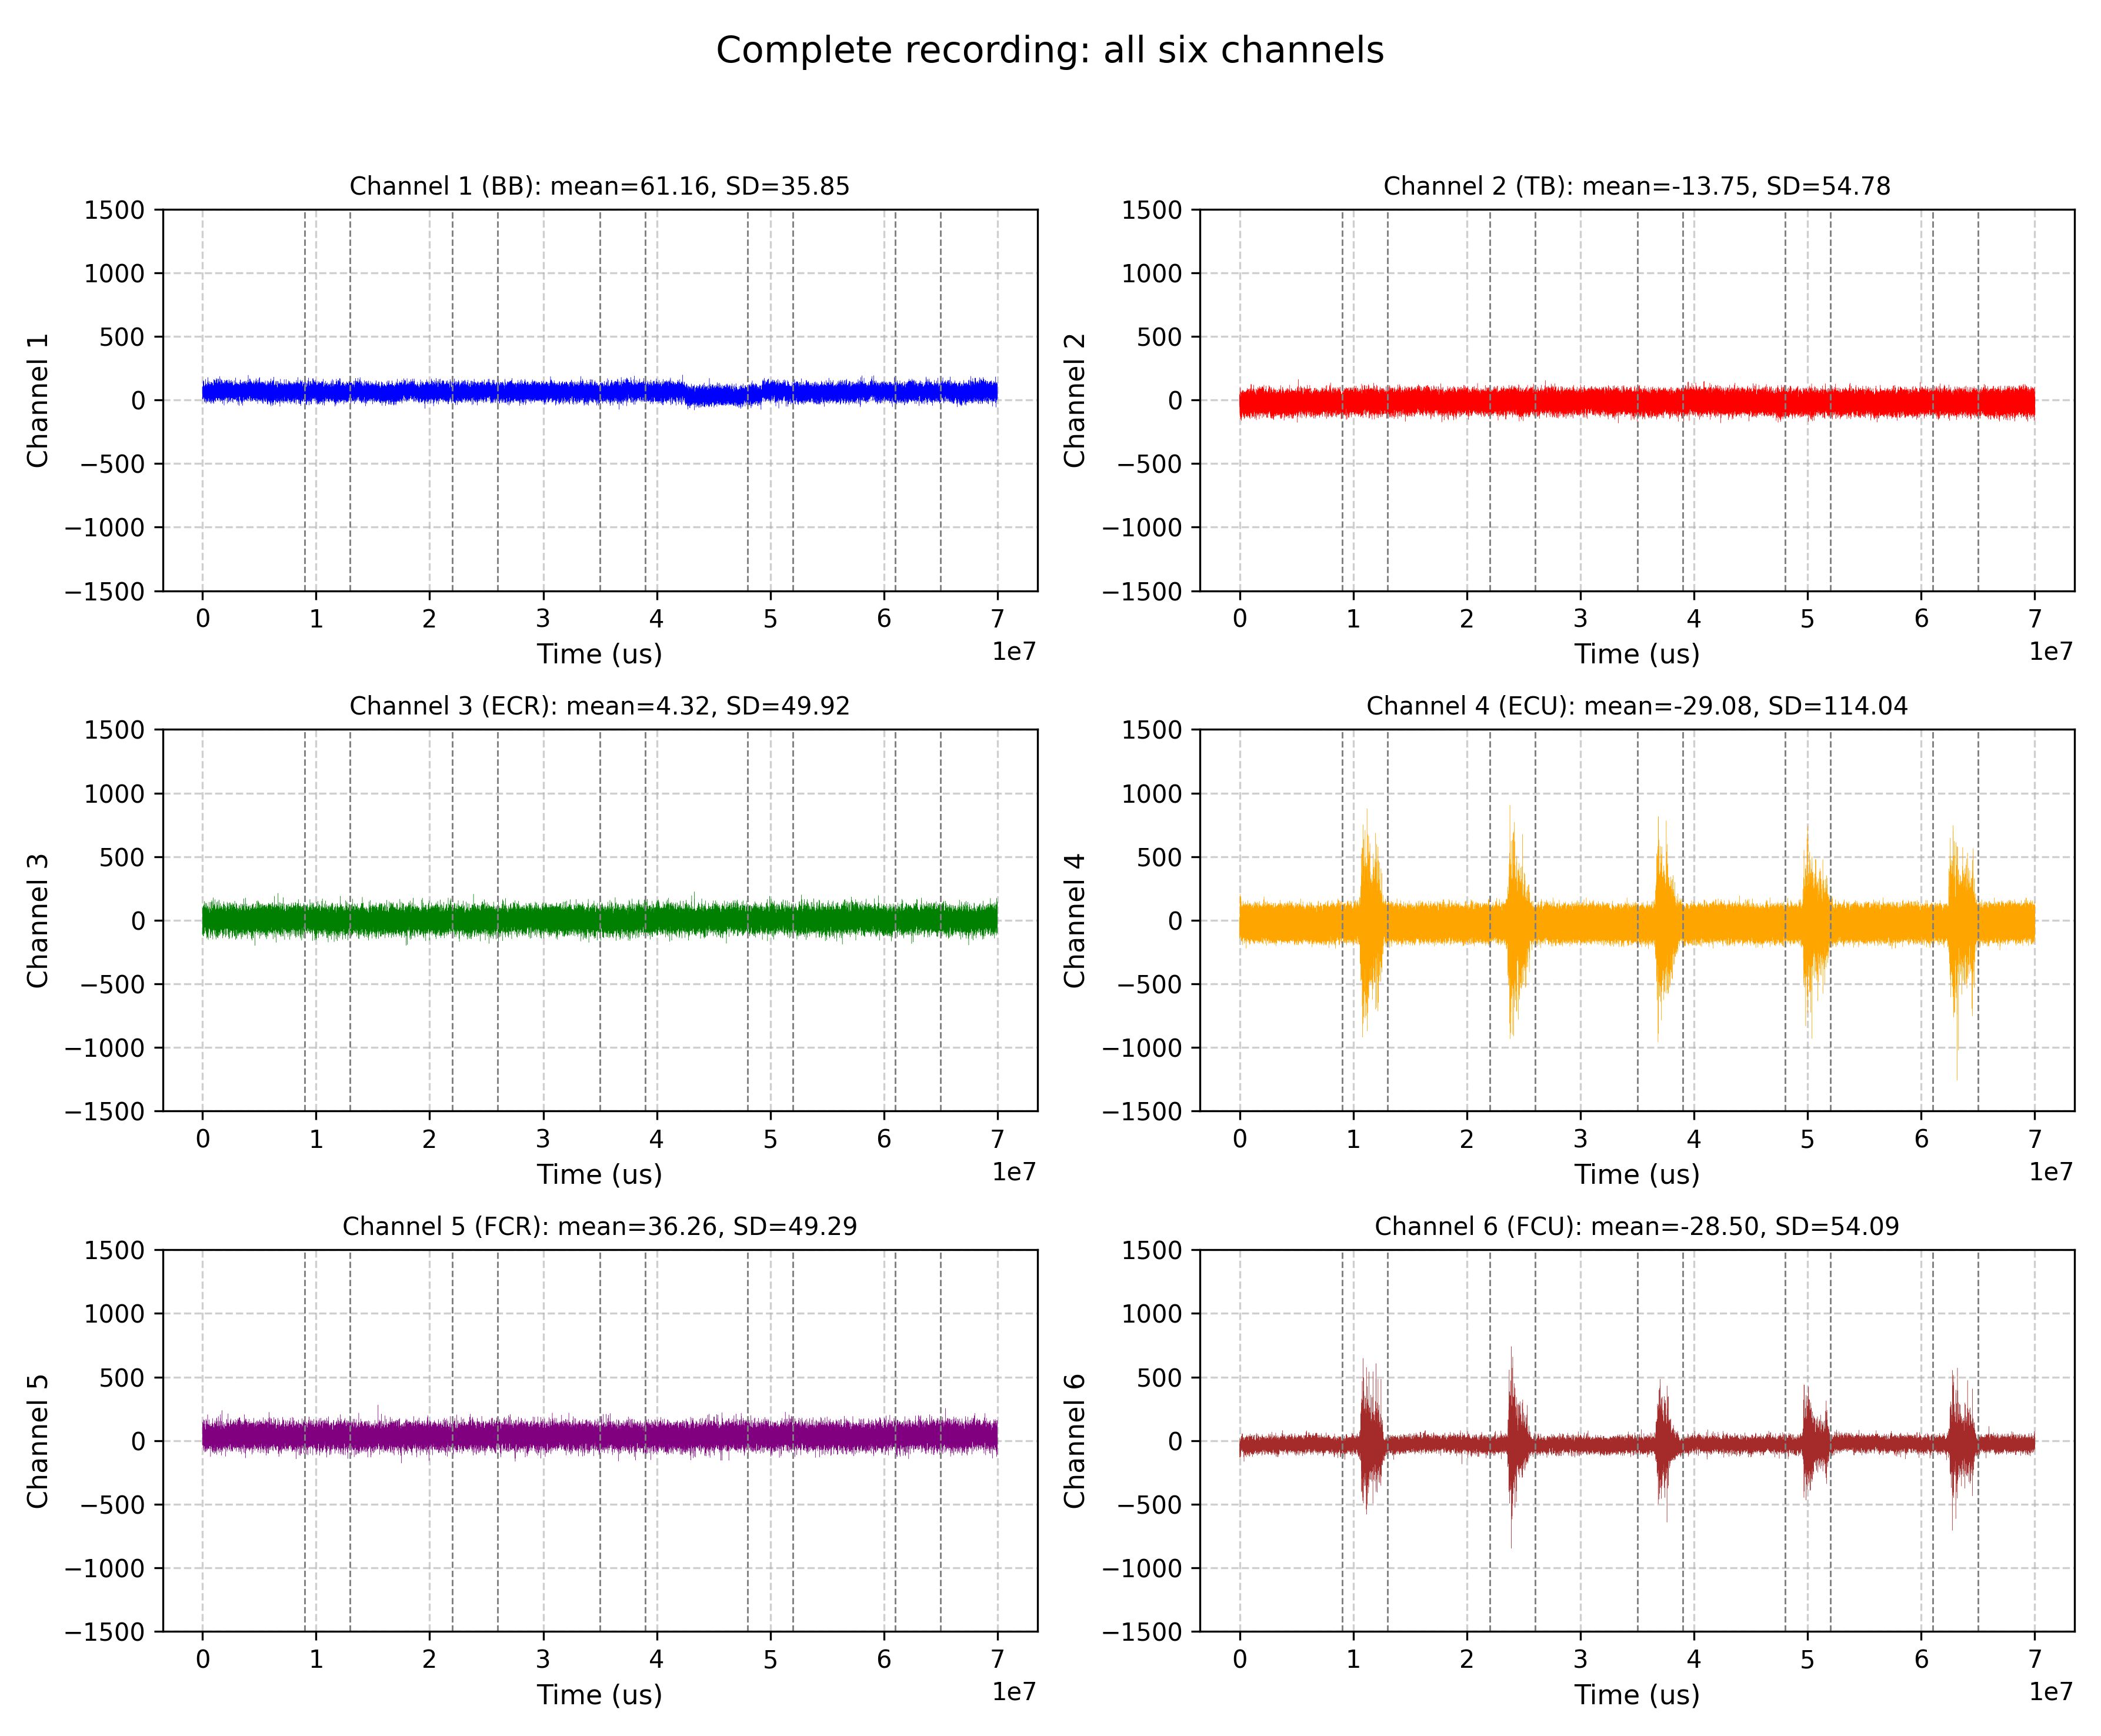 Complete recording: all six channels
Channel 1 (BB): mean=61.16, SD=35.85
1500
1000
500
0
−500
−1000
−1500
Channel 1
0 1 2 3 4 5 6 7
1e7
Time (us)
Channel 2 (TB): mean=-13.75, SD=54.78
1500
1000
500
0
−500
−1000
−1500
Channel 2
0 1 2 3 4 5 6 7
1e7
Time (us)
Channel 3 (ECR): mean=4.32, SD=49.92
1500
1000
500
0
−500
−1000
−1500
Channel 3
0 1 2 3 4 5 6 7
1e7
Time (us)
Channel 4 (ECU): mean=-29.08, SD=114.04
1500
1000
500
0
−500
−1000
−1500
Channel 4
0 1 2 3 4 5 6 7
1e7
Time (us)
Channel 5 (FCR): mean=36.26, SD=49.29
1500
1000
500
0
−500
−1000
−1500
Channel 5
0 1 2 3 4 5 6 7
1e7
Time (us)
Channel 6 (FCU): mean=-28.50, SD=54.09
1500
1000
500
0
−500
−1000
−1500
Channel 6
0 1 2 3 4 5 6 7
1e7
Time (us)